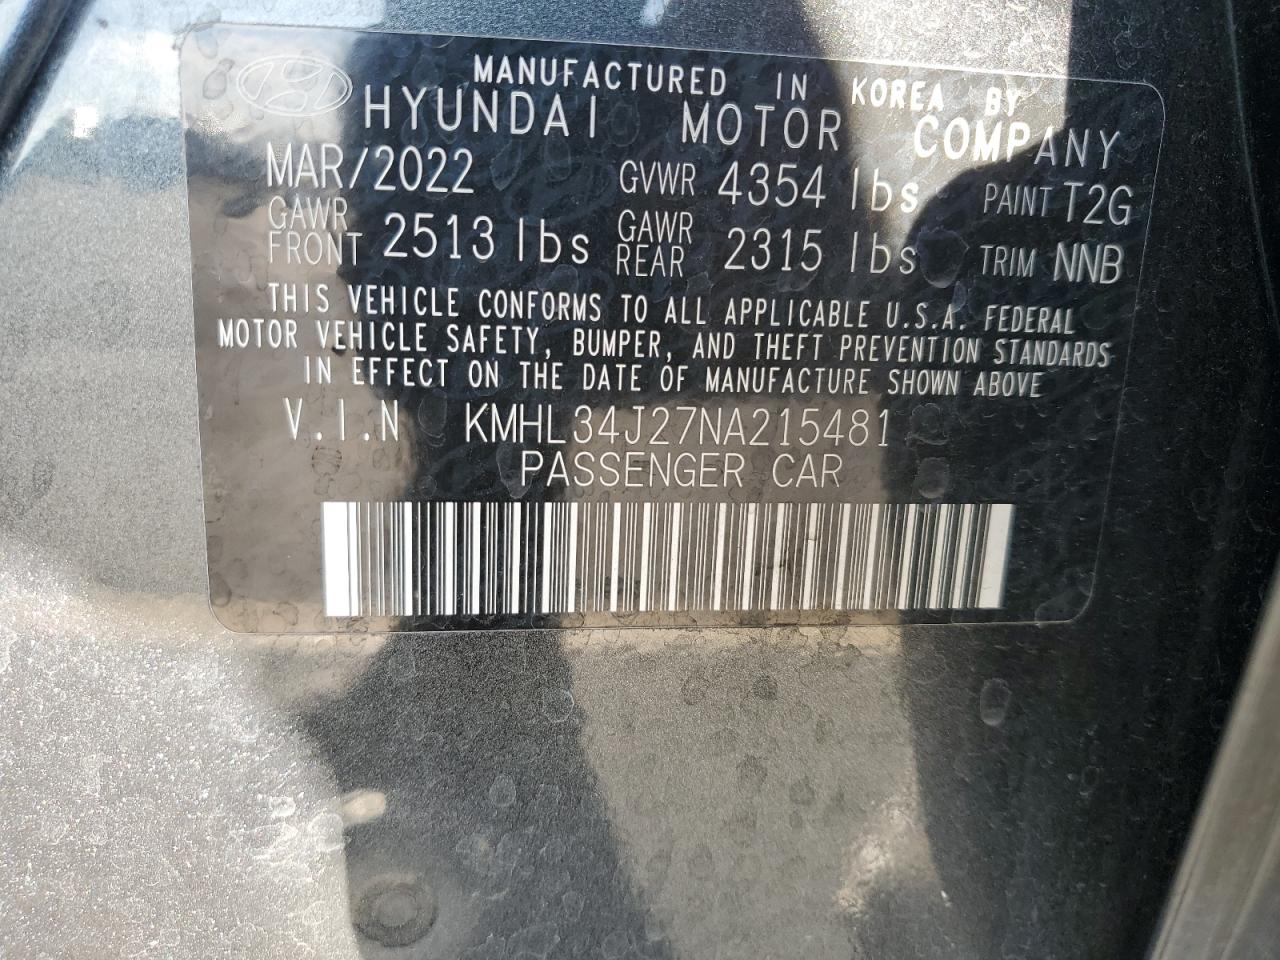 MANUFACTURED IN KOREA BY
HYUNDAI MOTOR COMPANY
MAR/2022 GVWR 4354 lbs PAINT T2G
GAWR FRONT 2513 lbs GAWR REAR 2315 lbs TRIM NNB
THIS VEHICLE CONFORMS TO ALL APPLICABLE U.S.A. FEDERAL
MOTOR VEHICLE SAFETY, BUMPER, AND THEFT PREVENTION STANDARDS
IN EFFECT ON THE DATE OF MANUFACTURE SHOWN ABOVE
V.I.N KMHL34J27NA215481
PASSENGER CAR